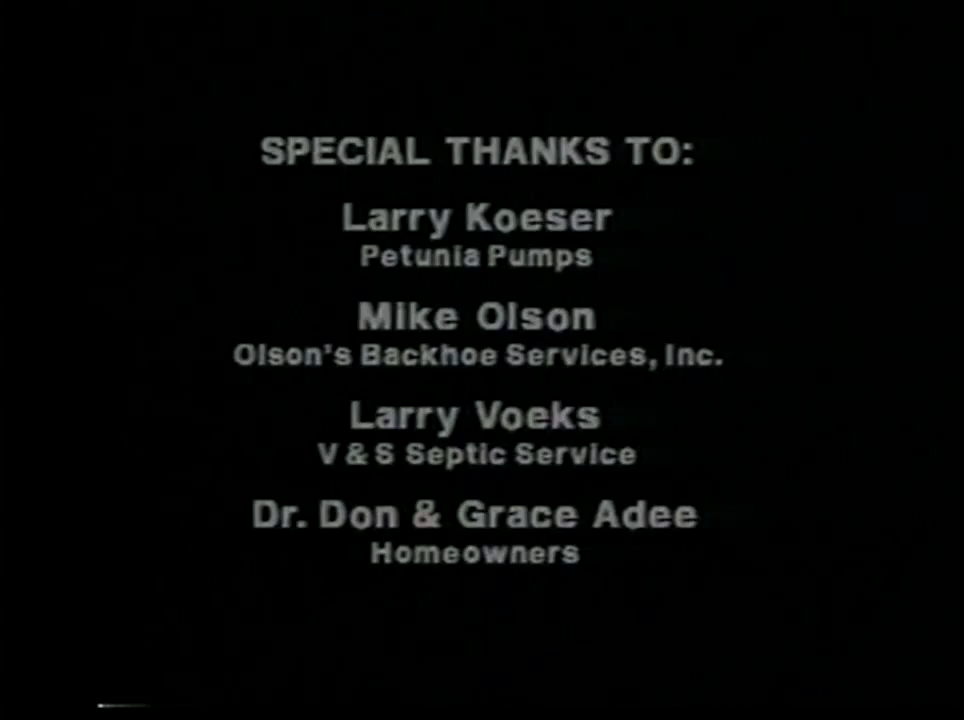 SPECIAL THANKS TO:
Larry Koeser
Petunia Pumps
Mike Olson
Olson's Backhoe Services, Inc.
Larry Voeks
V & S Septic Service
Dr. Don & Grace Adee
Homeowners